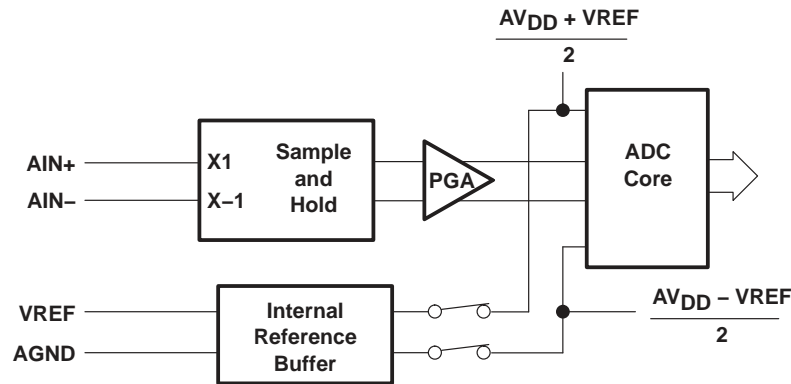 AVDD + VREF
2
AIN+
AIN–
X1
X–1
Sample
and
Hold
PGA
ADC
Core
VREF
AGND
Internal
Reference
Buffer
AVDD – VREF
2